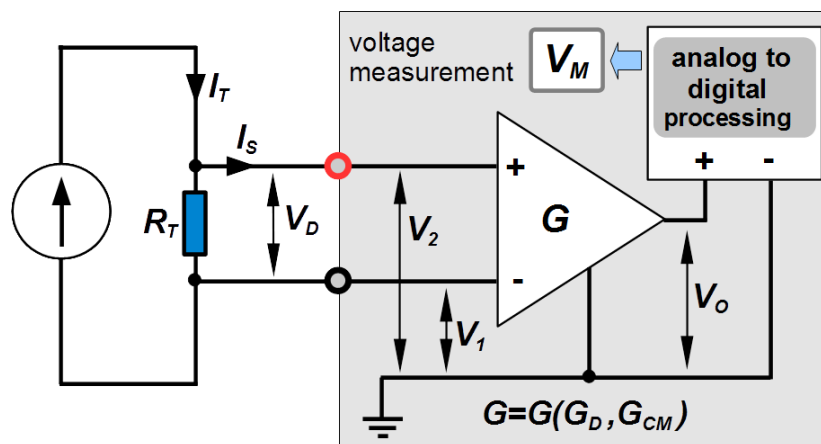 voltage
measurement
V_M
analog to
digital
processing
+ -
I_T
I_S
R_T
V_D
+
-
G
V_2
V_1
V_O
G=G(G_D,G_CM)